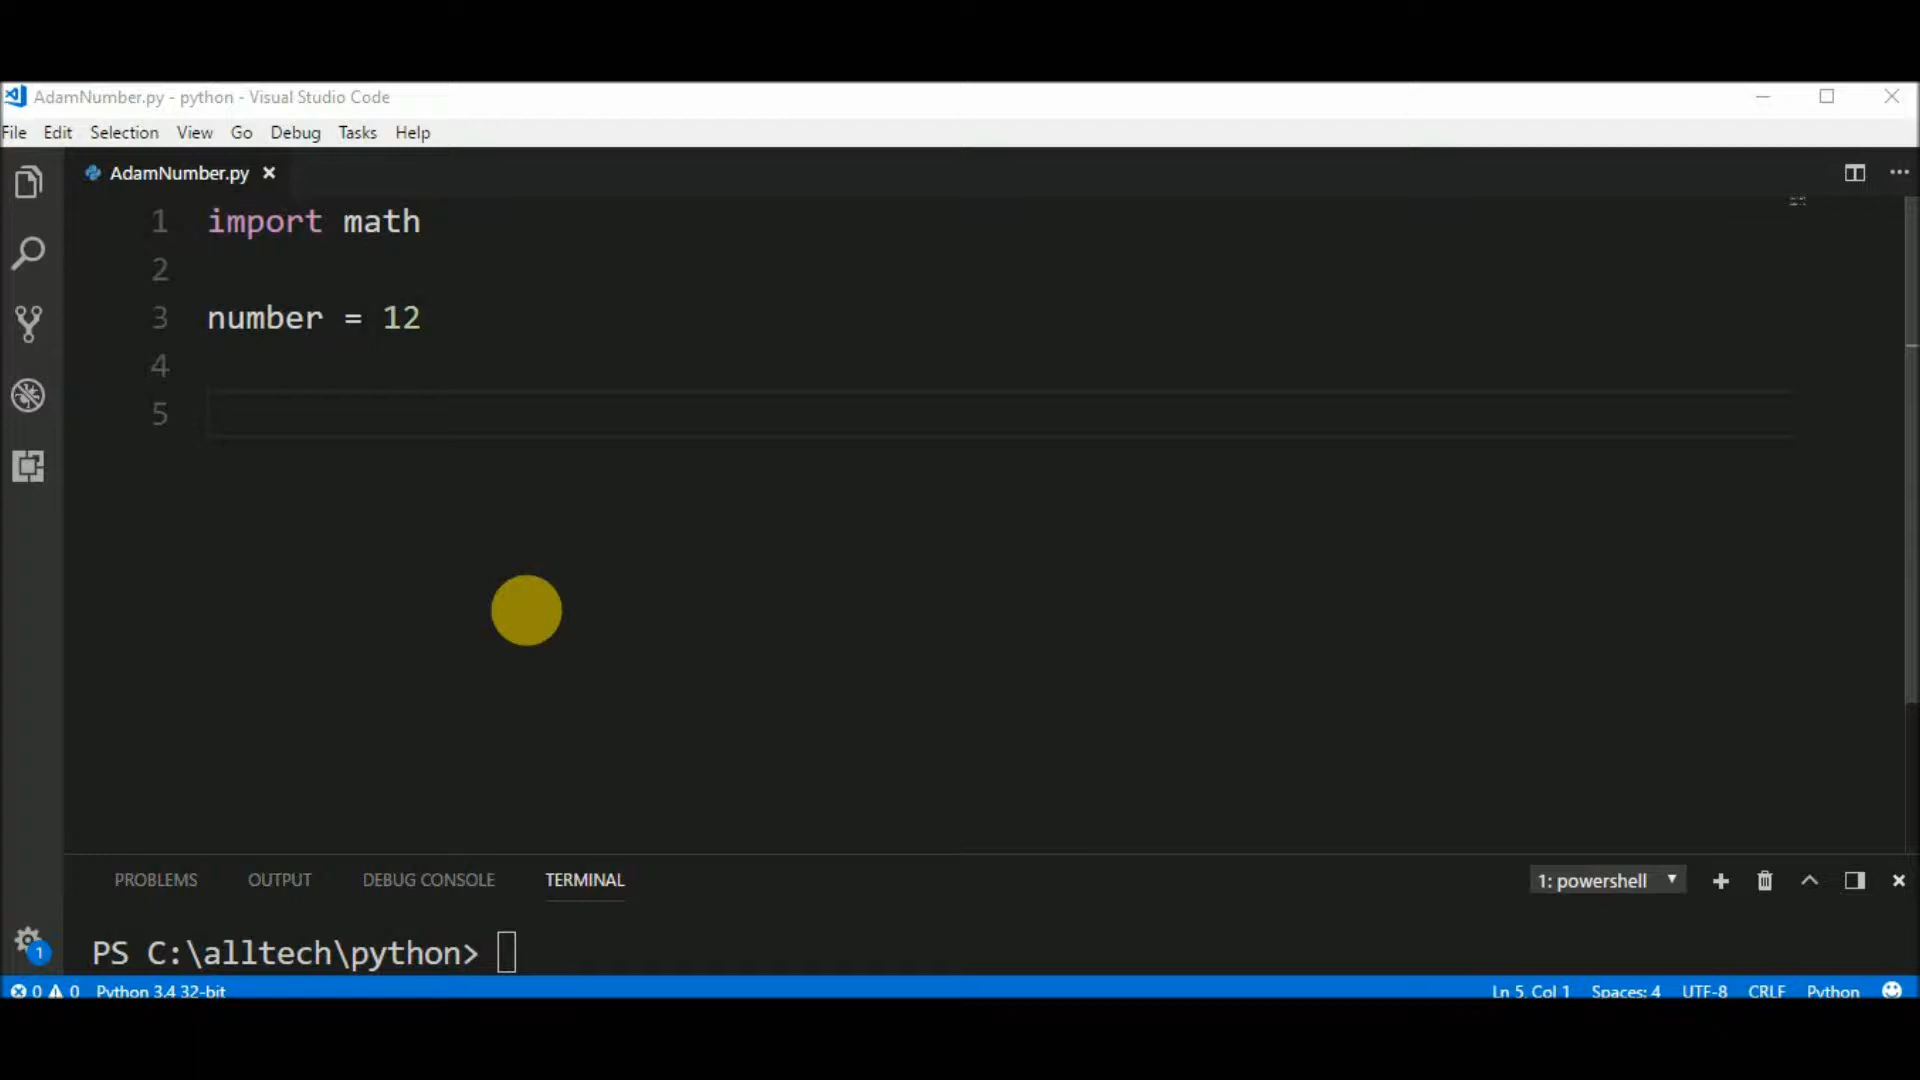 AdamNumber.py - python - Visual Studio Code
File Edit Selection View Go Debug Tasks Help
AdamNumber.py
1 import math
2
3 number = 12
4
5
PROBLEMS OUTPUT DEBUG CONSOLE TERMINAL 1: powershell
PS C:\alltech\python>
1
0 0 Python 3.4 32-bit Ln 5, Col 1 Spaces: 4 UTF-8 CRLF Python